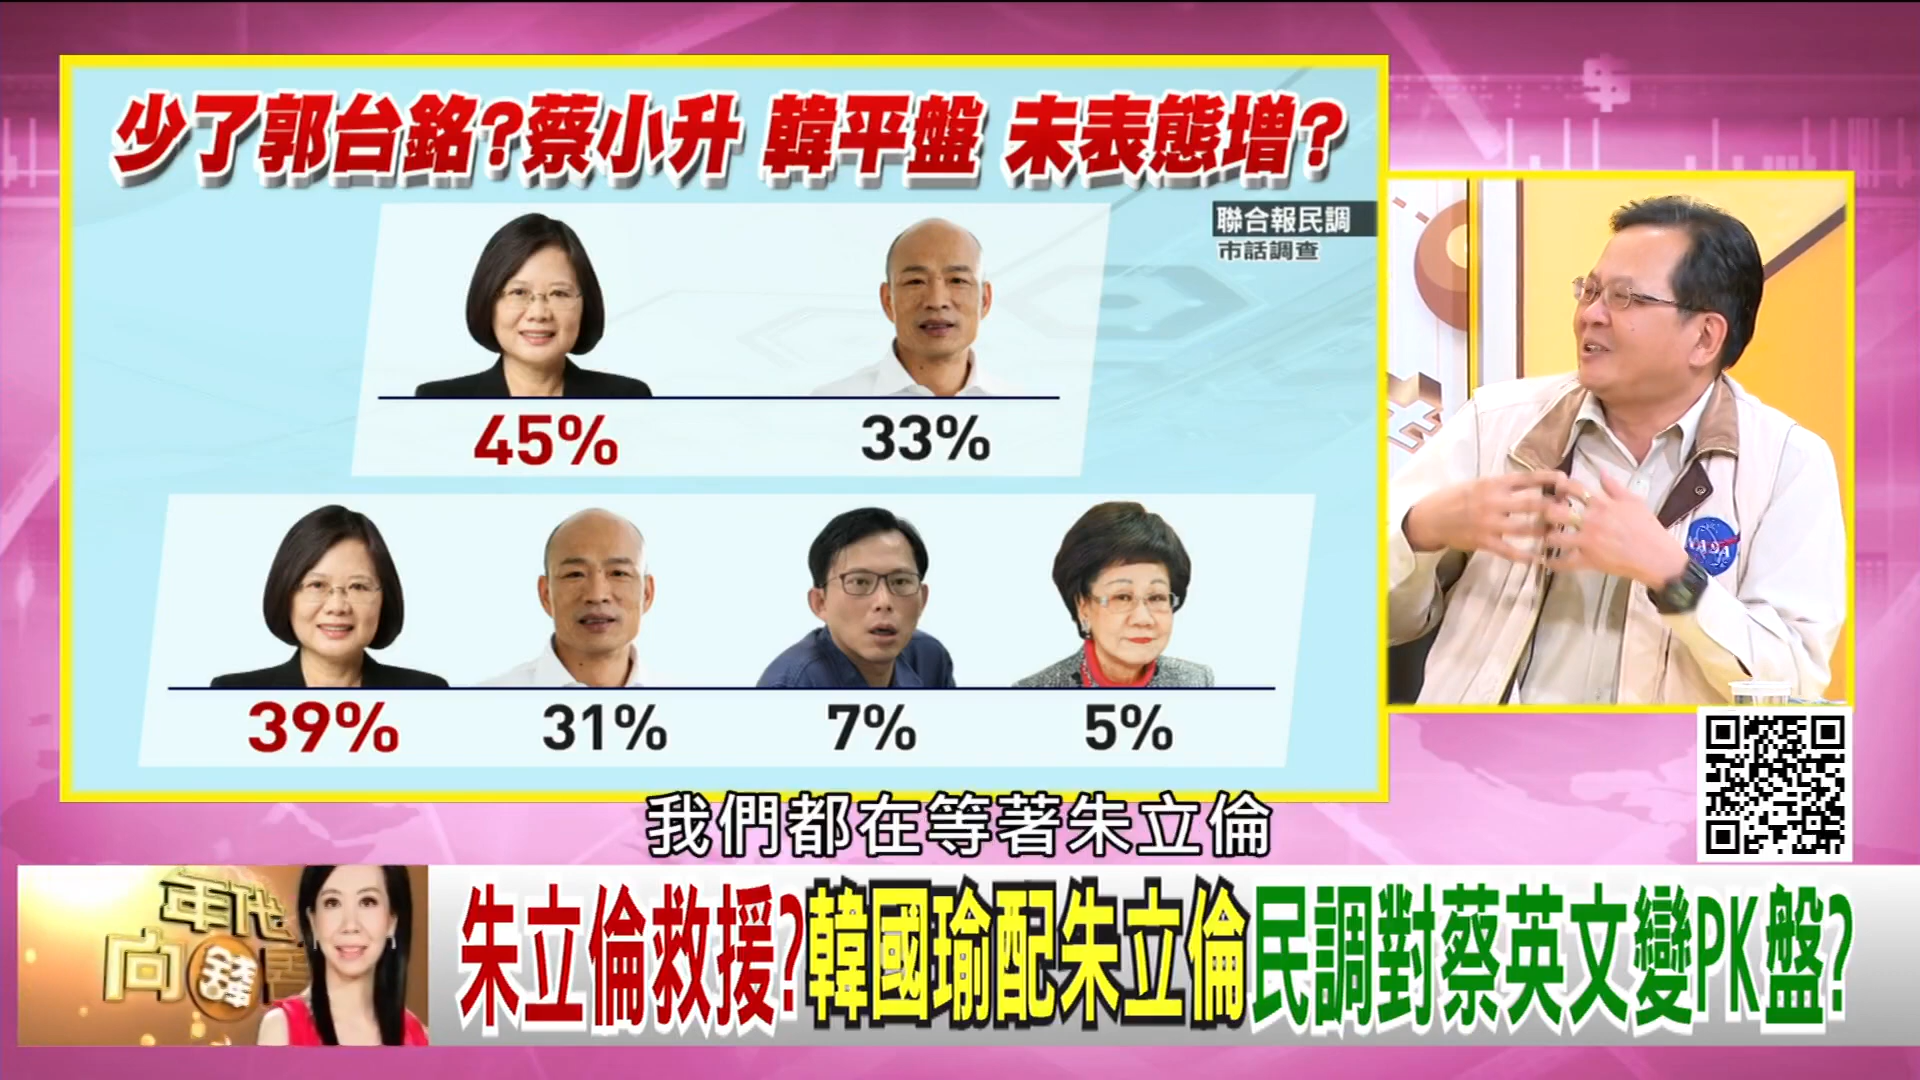 少了郭台銘?蔡小升 韓平盤 未表態增?
聯合報民調
市話調查
45%
33%
39%
31%
7%
5%
NASA
我們都在等著朱立倫
年代
向錢看
朱立倫救援?韓國瑜配朱立倫民調對蔡英文變PK盤?